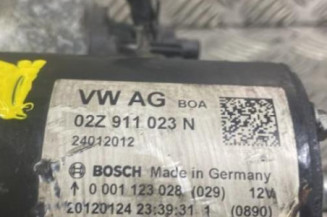 VW AG BOA
02Z 911 023 N
24012012
BOSCH Made in Germany
0 001 123 028 (029) 12V
20120124 23:39:31 1 (0890)